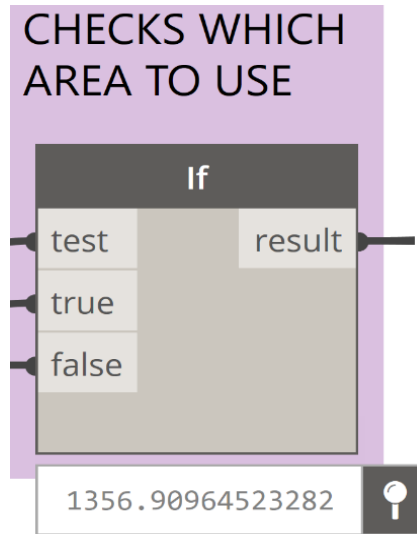 CHECKS WHICH
AREA TO USE
If
test
result
true
false
1356.90964523282